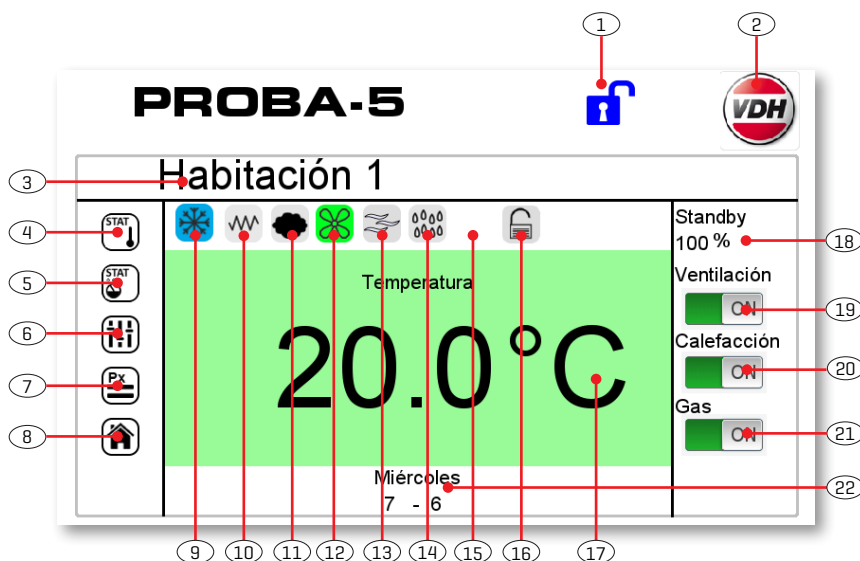 1
2
PROBA-5
VDH
3
Habitación 1
4
STAT
5
STAT
6
7
Px
8
Temperatura
20.0°C
Miércoles
7 - 6
Standby
100 %
18
Ventilación
ON
19
Calefacción
ON
20
Gas
ON
21
22
9
10
11
12
13
14
15
16
17